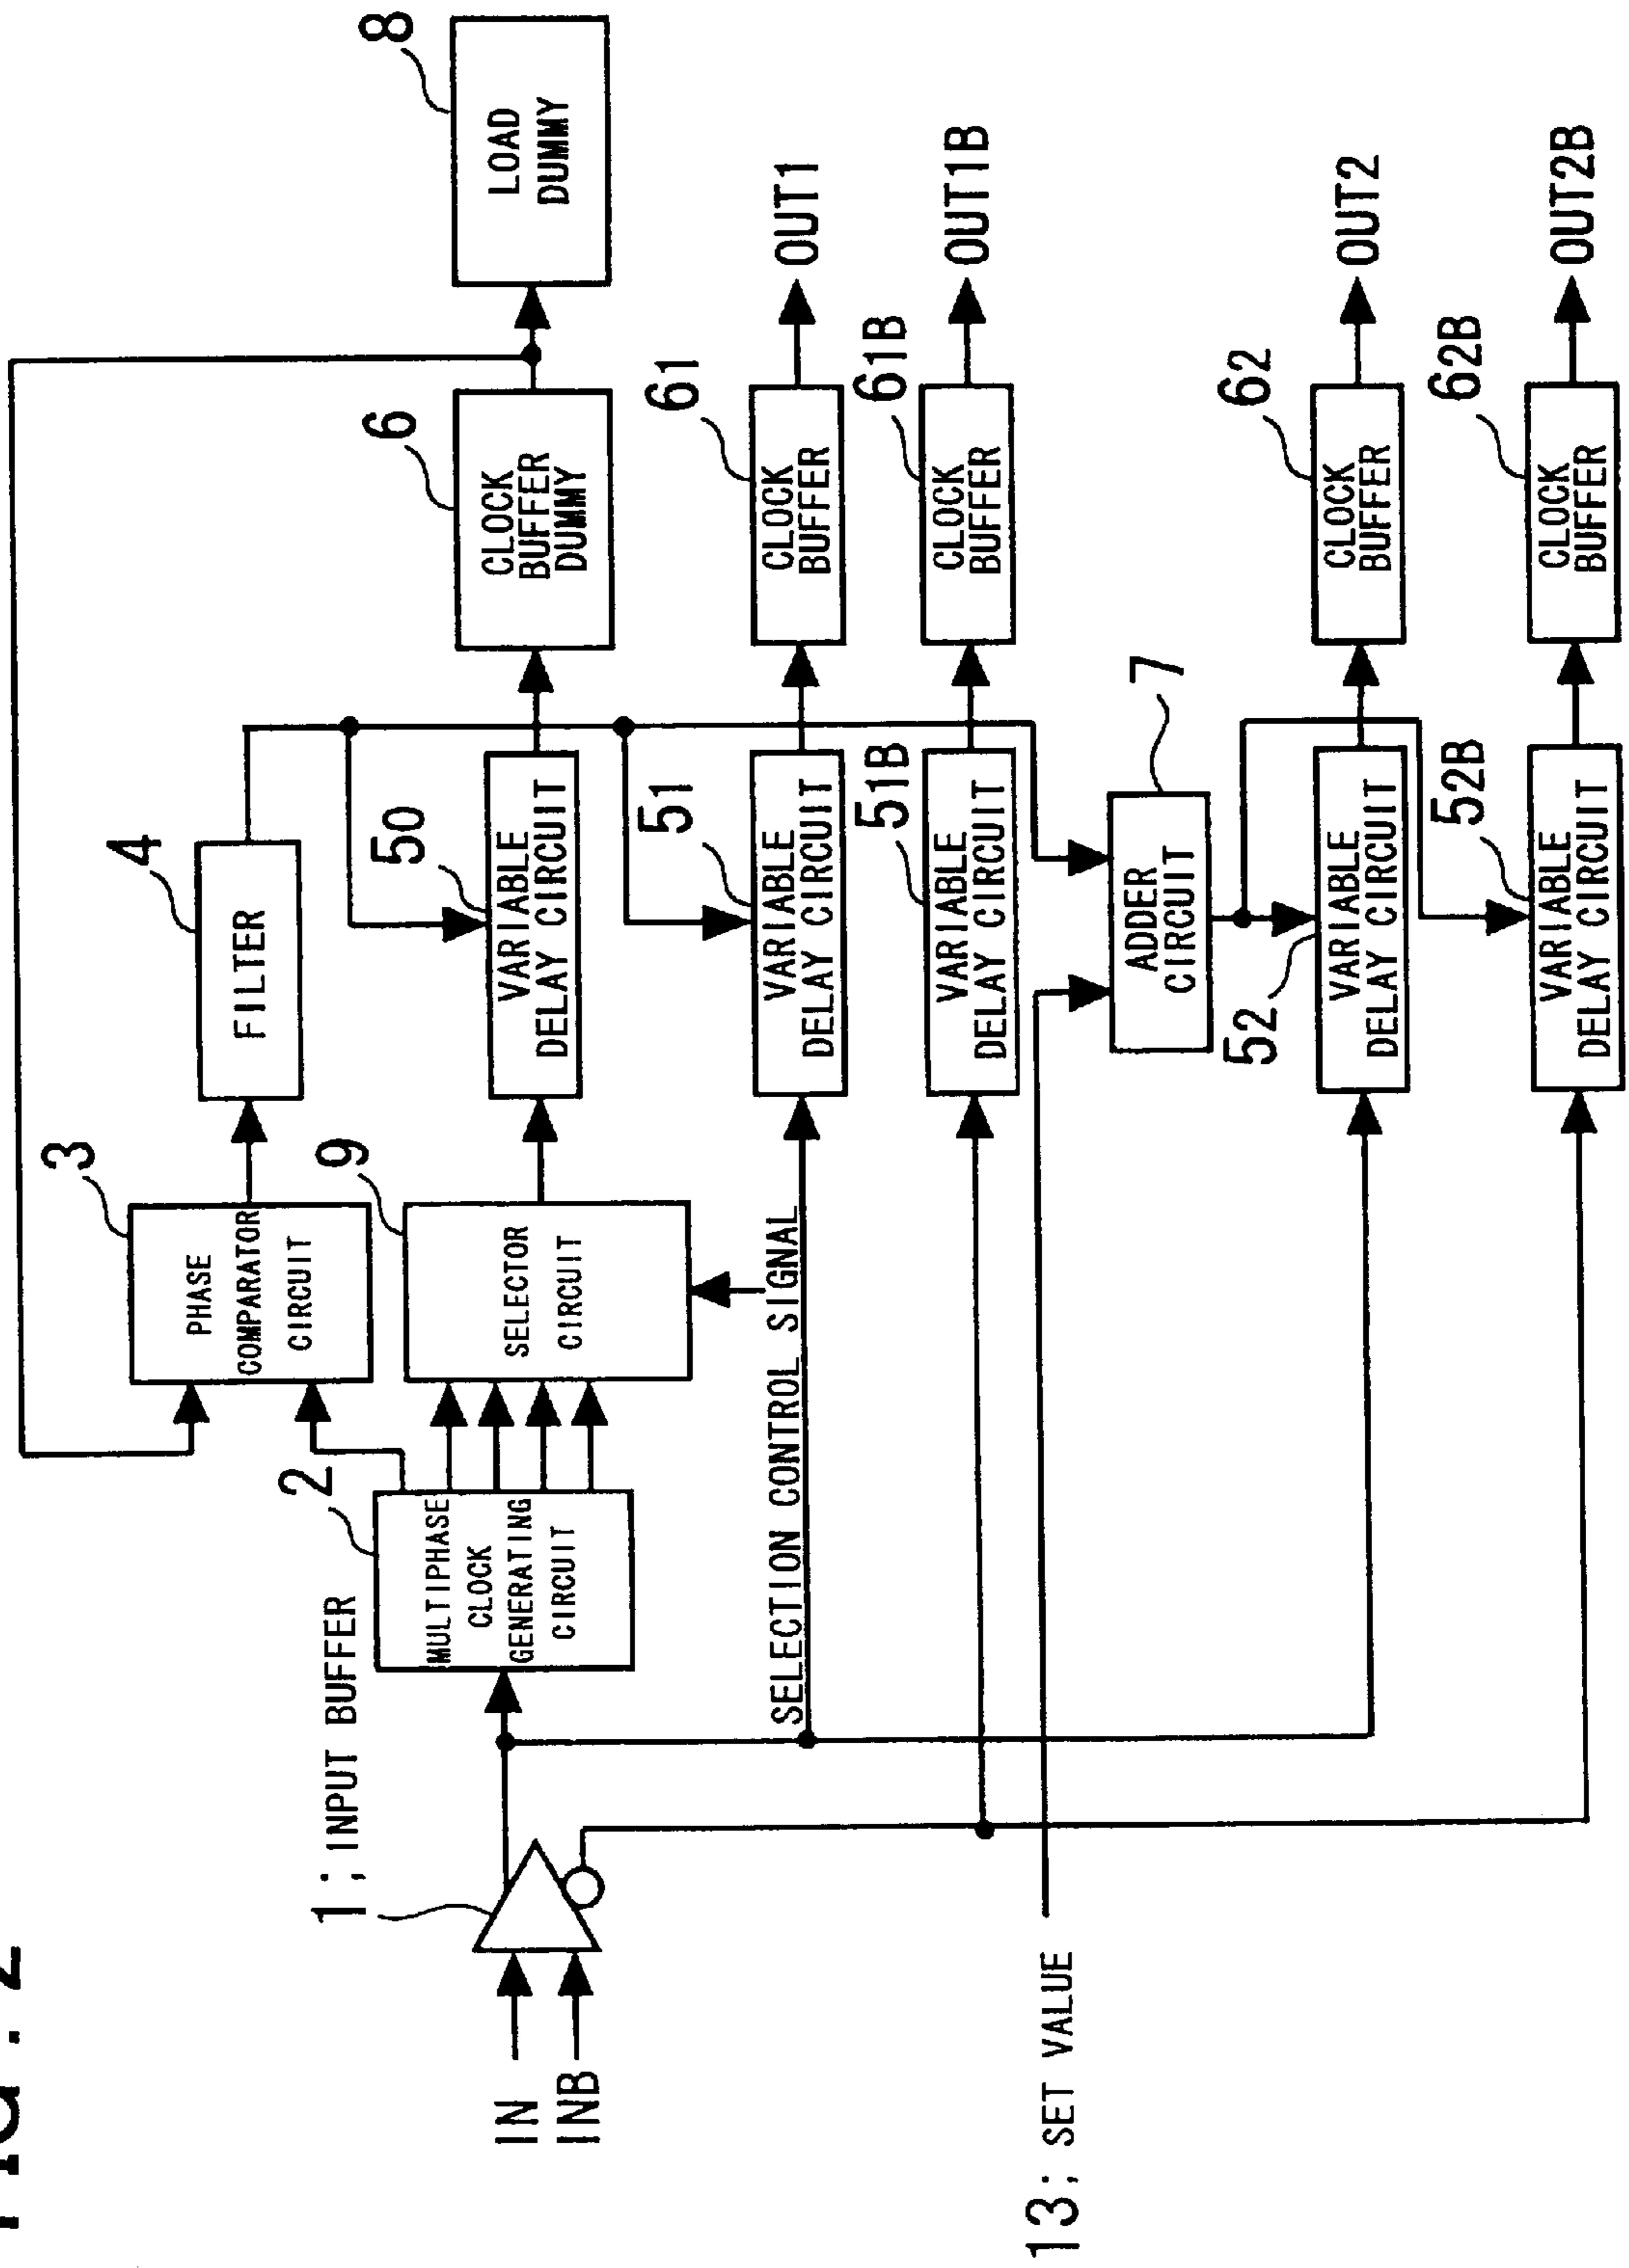 FIG. 2
8
LOAD
DUMMY
6
CLOCK
BUFFER
DUMMY
4
FILTER
3
PHASE
COMPARATOR
CIRCUIT
9
SELECTOR
CIRCUIT
50
VARIABLE
DELAY CIRCUIT
2
MULTIPHASE
CLOCK
GENERATING
CIRCUIT
1; INPUT BUFFER
IN
INB
SELECTION CONTROL SIGNAL
51
VARIABLE
DELAY CIRCUIT
61
CLOCK
BUFFER
OUT1
51B
VARIABLE
DELAY CIRCUIT
61B
CLOCK
BUFFER
OUT1B
13; SET VALUE
7
ADDER
CIRCUIT
52
VARIABLE
DELAY CIRCUIT
62
CLOCK
BUFFER
OUT2
52B
VARIABLE
DELAY CIRCUIT
62B
CLOCK
BUFFER
OUT2B